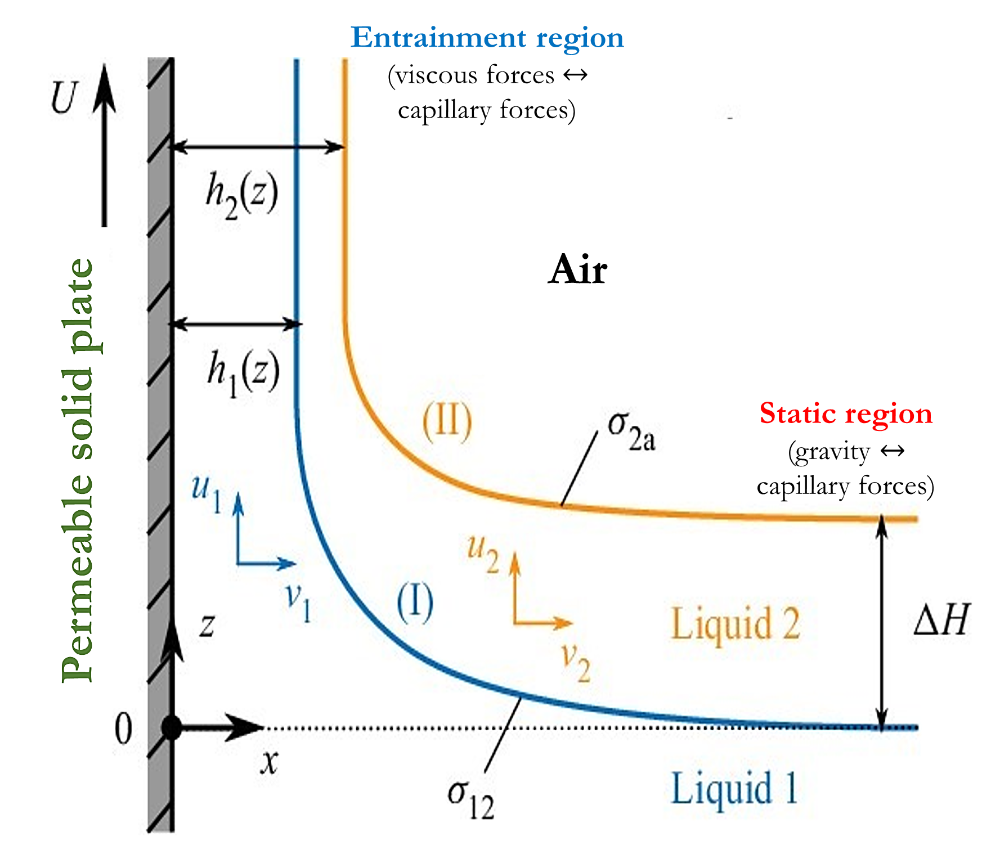 Entrainment region
(viscous forces ↔
capillary forces)
U
h₂(z)
Air
h₁(z)
Permeable solid plate
(II)
σ₂ₐ
Static region
(gravity ↔
capillary forces)
u₁
v₁
(I)
u₂
v₂
z
Liquid 2
ΔH
0
x
σ₁₂
Liquid 1